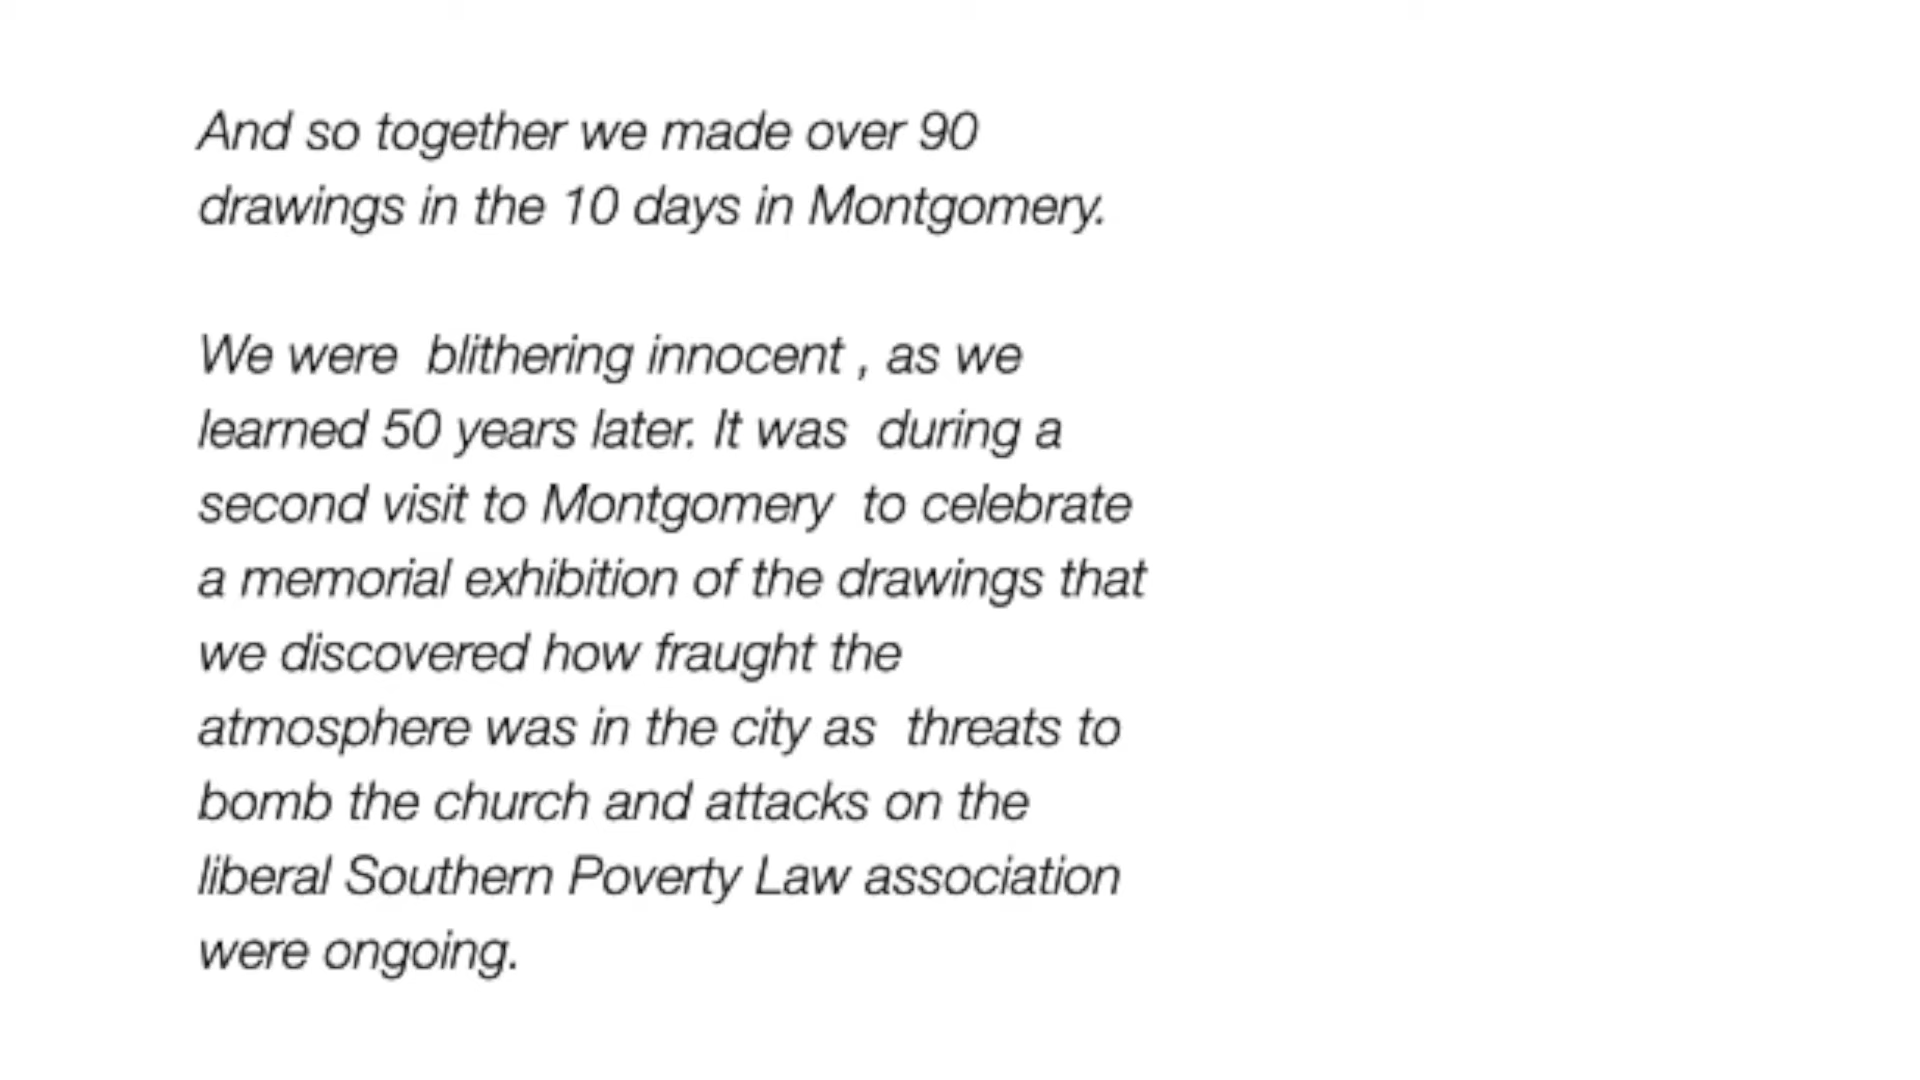 And so together we made over 90
drawings in the 10 days in Montgomery.
We were  blithering innocent , as we
learned 50 years later. It was  during a
second visit to Montgomery  to celebrate
a memorial exhibition of the drawings that
we discovered how fraught the
atmosphere was in the city as  threats to
bomb the church and attacks on the
liberal Southern Poverty Law association
were ongoing.